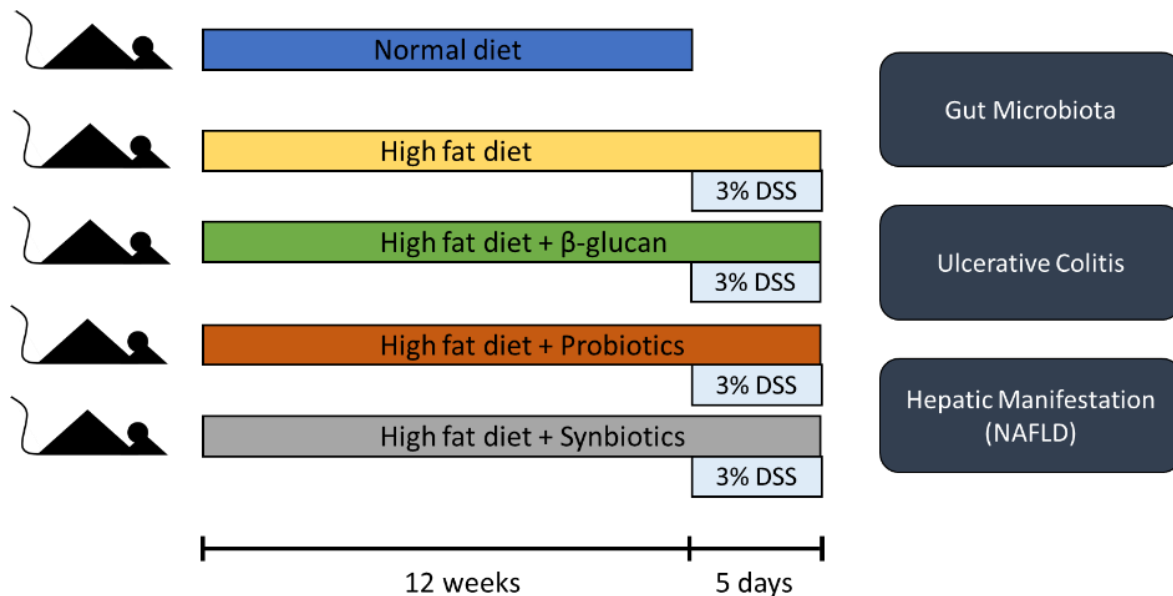 Normal diet
High fat diet
3% DSS
High fat diet + β-glucan
3% DSS
High fat diet + Probiotics
3% DSS
High fat diet + Synbiotics
3% DSS
12 weeks
5 days
Gut Microbiota
Ulcerative Colitis
Hepatic Manifestation
(NAFLD)